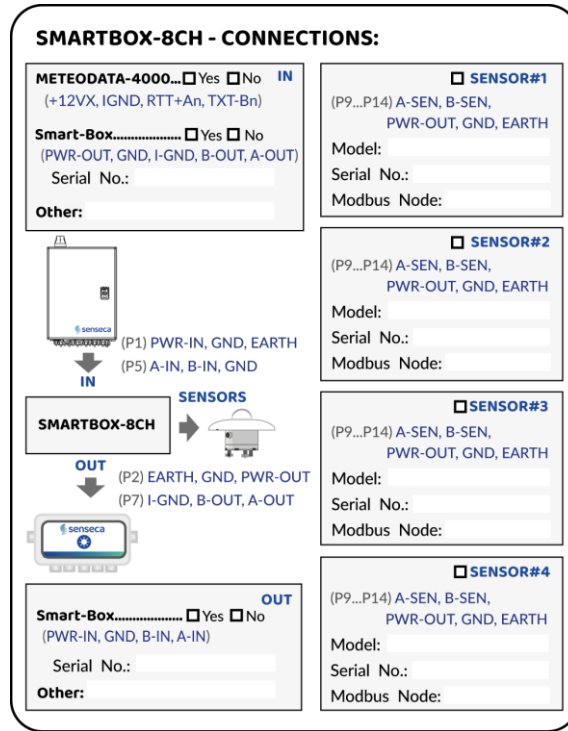 SMARTBOX-8CH - CONNECTIONS:
METEODATA-4000... Yes No IN
(+12VX, IGND, RTT+An, TXT-Bn)
Smart-Box.................... Yes No
(PWR-OUT, GND, I-GND, B-OUT, A-OUT)
Serial No.:
Other:
senseca
(P1) PWR-IN, GND, EARTH
(P5) A-IN, B-IN, GND
IN
SENSORS
SMARTBOX-8CH
OUT
(P2) EARTH, GND, PWR-OUT
(P7) I-GND, B-OUT, A-OUT
senseca
OUT
Smart-Box.................... Yes No
(PWR-IN, GND, B-IN, A-IN)
Serial No.:
Other:
SENSOR#1
(P9...P14) A-SEN, B-SEN,
PWR-OUT, GND, EARTH
Model:
Serial No.:
Modbus Node:
SENSOR#2
(P9...P14) A-SEN, B-SEN,
PWR-OUT, GND, EARTH
Model:
Serial No.:
Modbus Node:
SENSOR#3
(P9...P14) A-SEN, B-SEN,
PWR-OUT, GND, EARTH
Model:
Serial No.:
Modbus Node:
SENSOR#4
(P9...P14) A-SEN, B-SEN,
PWR-OUT, GND, EARTH
Model:
Serial No.:
Modbus Node: